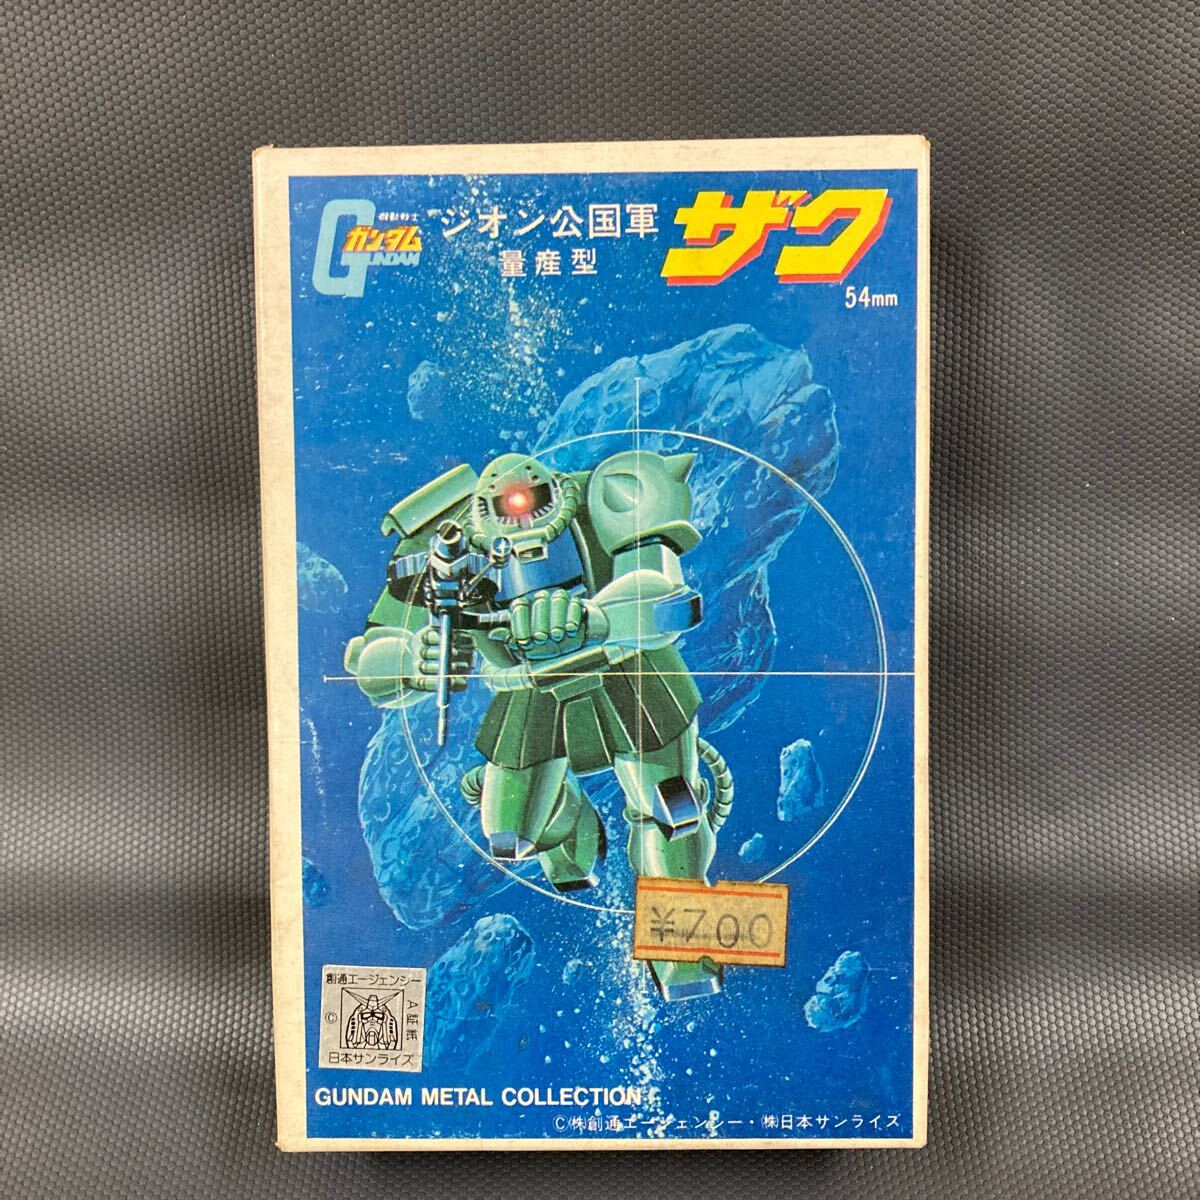 機動戦士
ガンダム
GUNDAM
ジオン公国軍
量産型
ザク
54mm
¥700
創通エージェンシー
©
A証紙
日本サンライズ
GUNDAM METAL COLLECTION
©㈱創通エージェンシー・㈱日本サンライズ